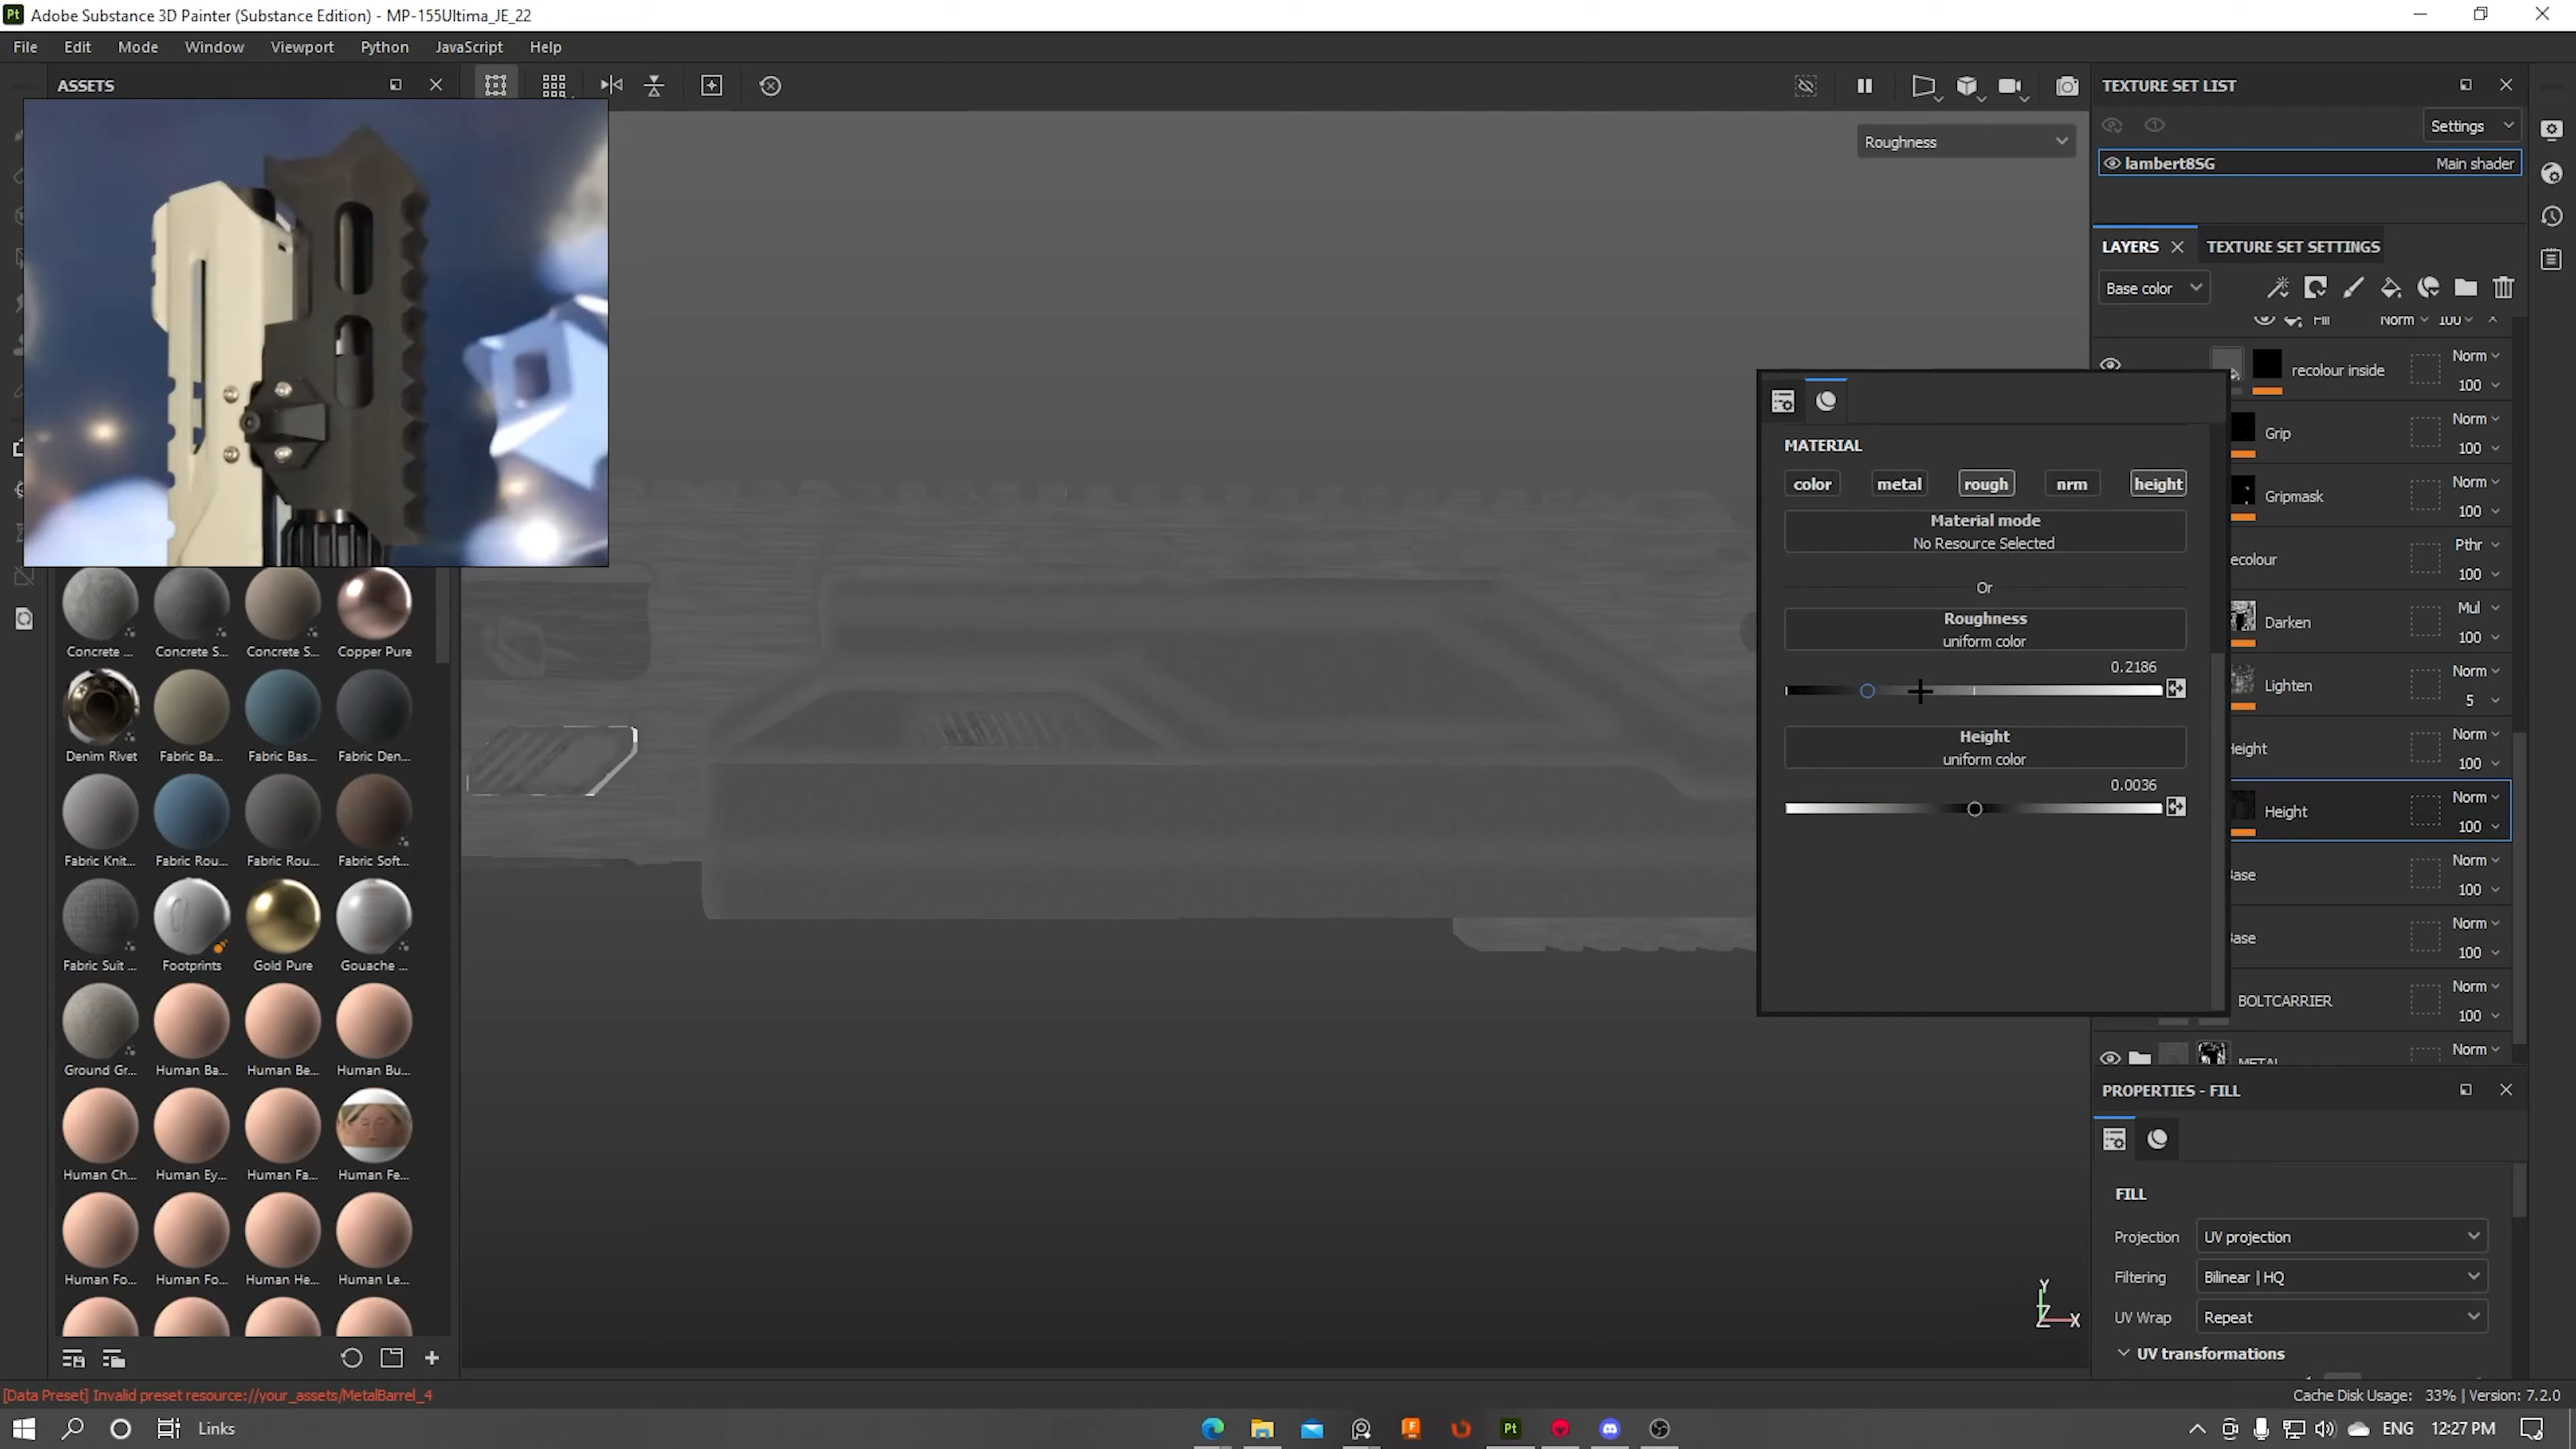 Adobe Substance 3D Painter (Substance Edition) - MP-155Ultima_JE_22
File Edit Mode Window Viewport Python JavaScript Help
ASSETS
Concrete ... Concrete S... Concrete S... Copper Pure
Denim Rivet Fabric Ba... Fabric Bas... Fabric Den...
Fabric Knit... Fabric Rou... Fabric Rou... Fabric Soft...
Fabric Suit ... Footprints Gold Pure Gouache ...
Ground Gr... Human Ba... Human Be... Human Bu...
Human Ch... Human Ey... Human Fa... Human Fe...
Human Fo... Human Fo... Human He... Human Le...
Roughness
MATERIAL
color metal rough nrm height
Material mode
No Resource Selected
Or
Roughness
uniform color
0.2186
Height
uniform color
0.0036
Y
Z X
TEXTURE SET LIST
Settings
lambert8SG Main shader
LAYERS TEXTURE SET SETTINGS
Base color
Fill Norm 100
recolour inside Norm
100
Grip Norm
100
Gripmask Norm
100
ecolour Pthr
100
Darken Mul
100
Lighten Norm
5
Height Norm
100
Height Norm
100
Base Norm
100
Base Norm
100
BOLTCARRIER Norm
100
METAL Norm
PROPERTIES - FILL
FILL
Projection UV projection
Filtering Bilinear | HQ
UV Wrap Repeat
UV transformations
[Data Preset] Invalid preset resource://your_assets/MetalBarrel_4
Cache Disk Usage: 33% | Version: 7.2.0
Links
Pt
ENG 12:27 PM